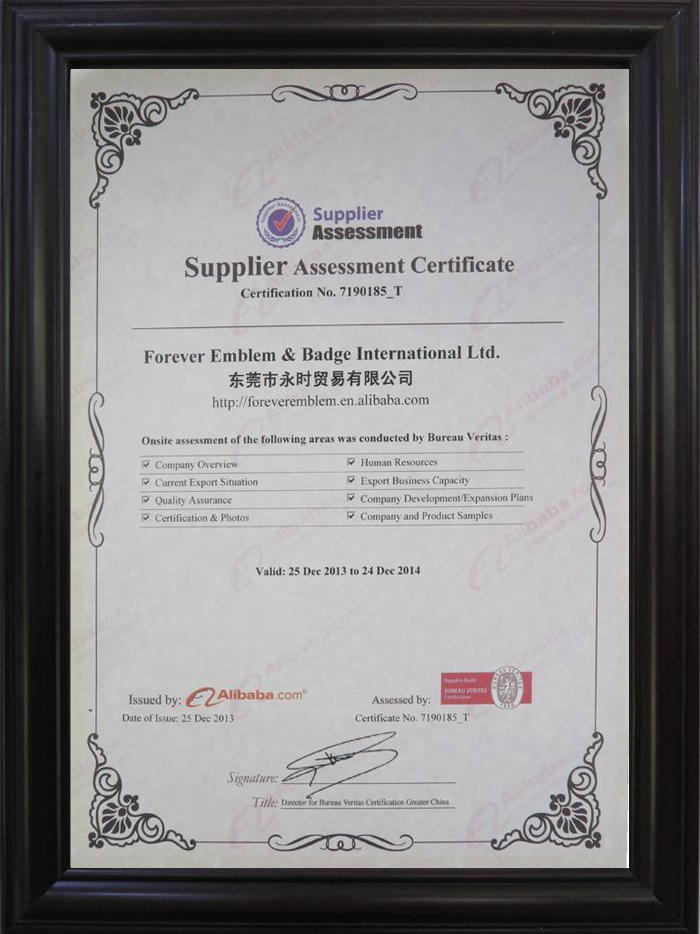 Supplier Assessment
Supplier
Assessment
Supplier Assessment Certificate
Certification No. 7190185_T
Forever Emblem & Badge International Ltd.
东莞市永时贸易有限公司
http://foreveremblem.en.alibaba.com
Onsite assessment of the following areas was conducted by Bureau Veritas :
Company Overview Human Resources
Current Export Situation Export Business Capacity
Quality Assurance Company Development/Expansion Plans
Certification & Photos Company and Product Samples
Valid: 25 Dec 2013 to 24 Dec 2014
Issued by: Alibaba.com® Assessed by: Supplier Audit
BUREAU VERITAS
Certification
Date of Issue: 25 Dec 2013 Certificate No. 7190185_T
Signature:
Title: Director for Bureau Veritas Certification Greater China